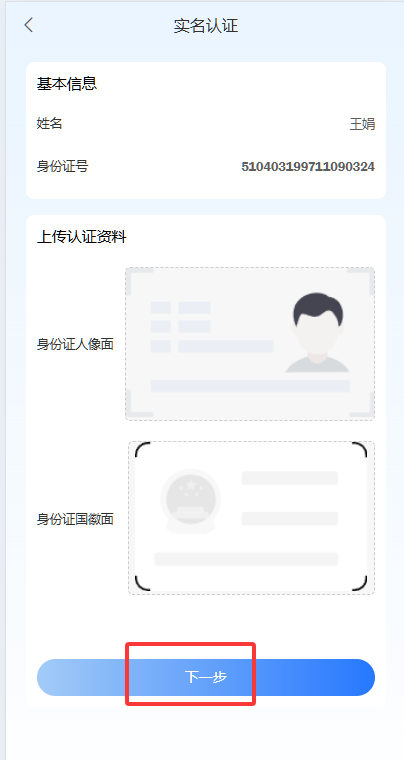 实名认证
基本信息
姓名 王娟
身份证号 510403199711090324
上传认证资料
身份证人像面
身份证国徽面
下一步